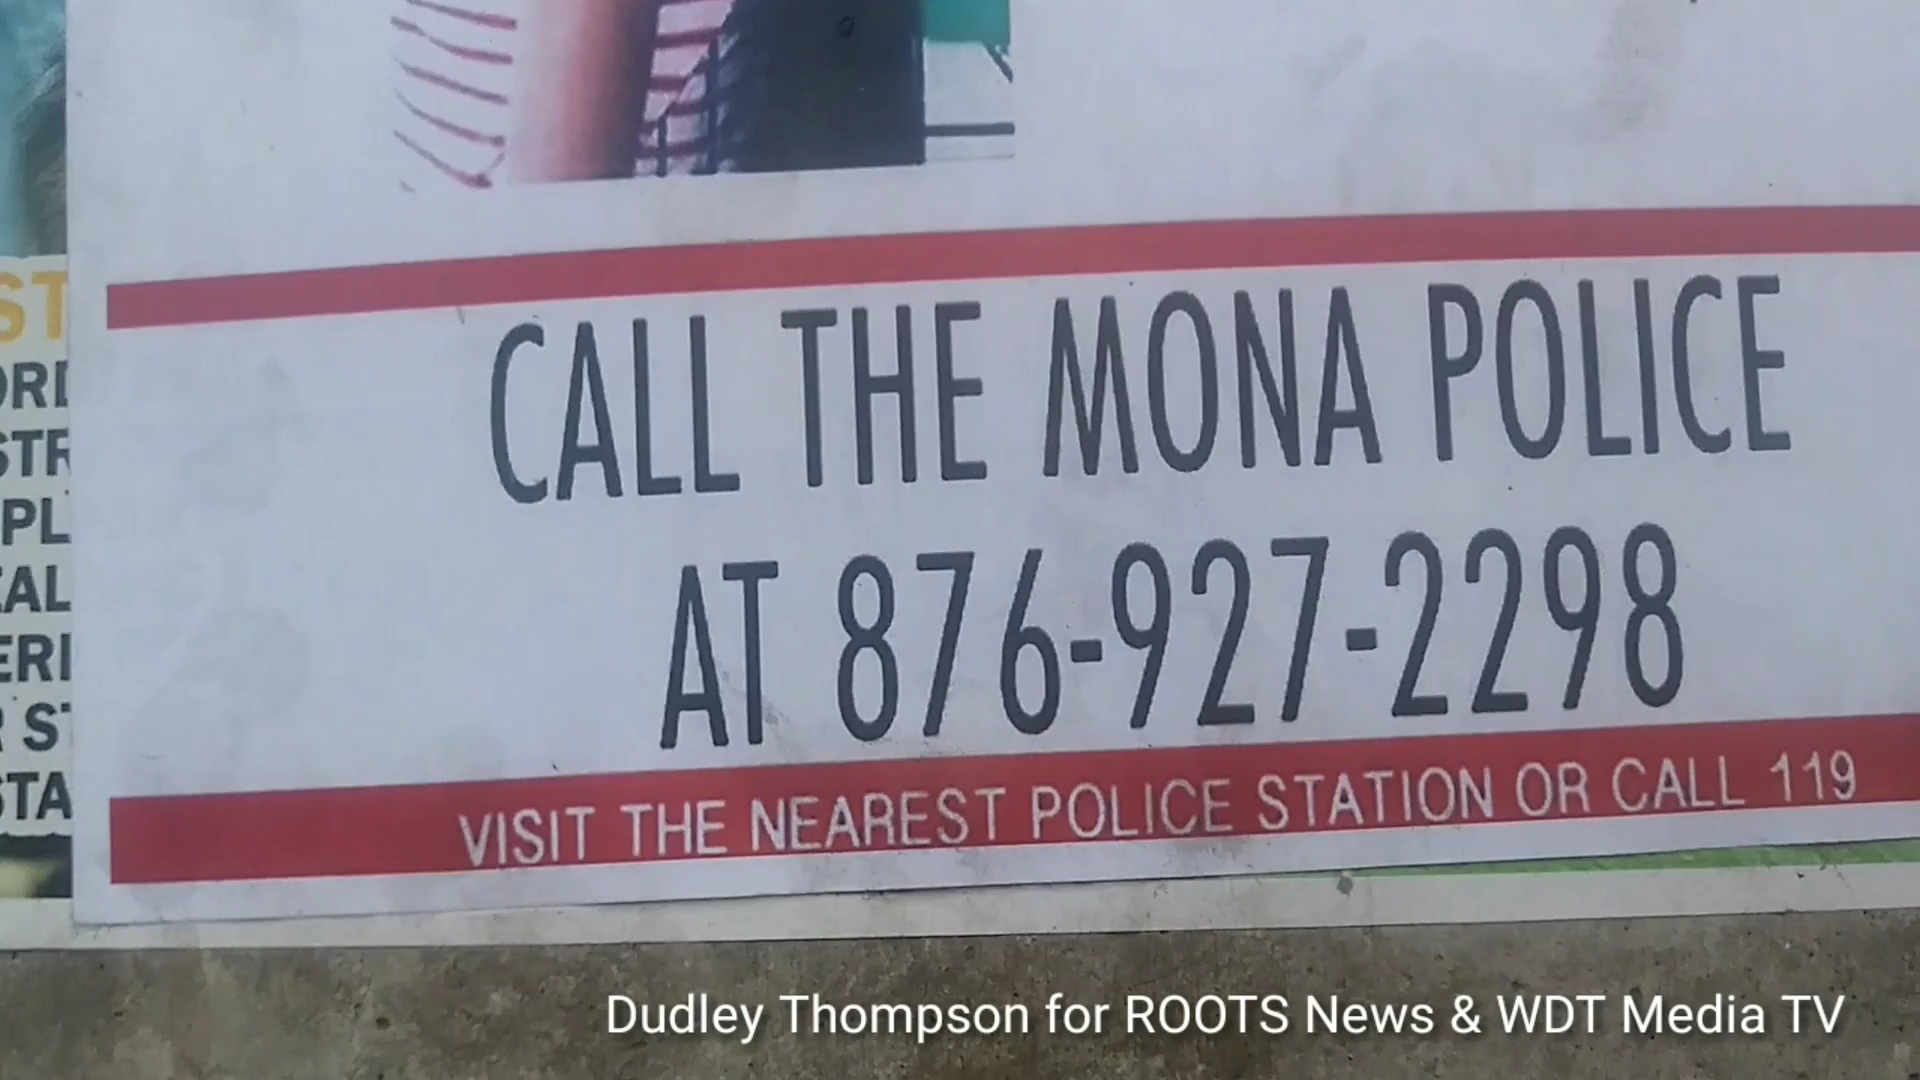 CALL THE MONA POLICE
AT 876-927-2298
VISIT THE NEAREST POLICE STATION OR CALL 119
Dudley Thompson for ROOTS News & WDT Media TV